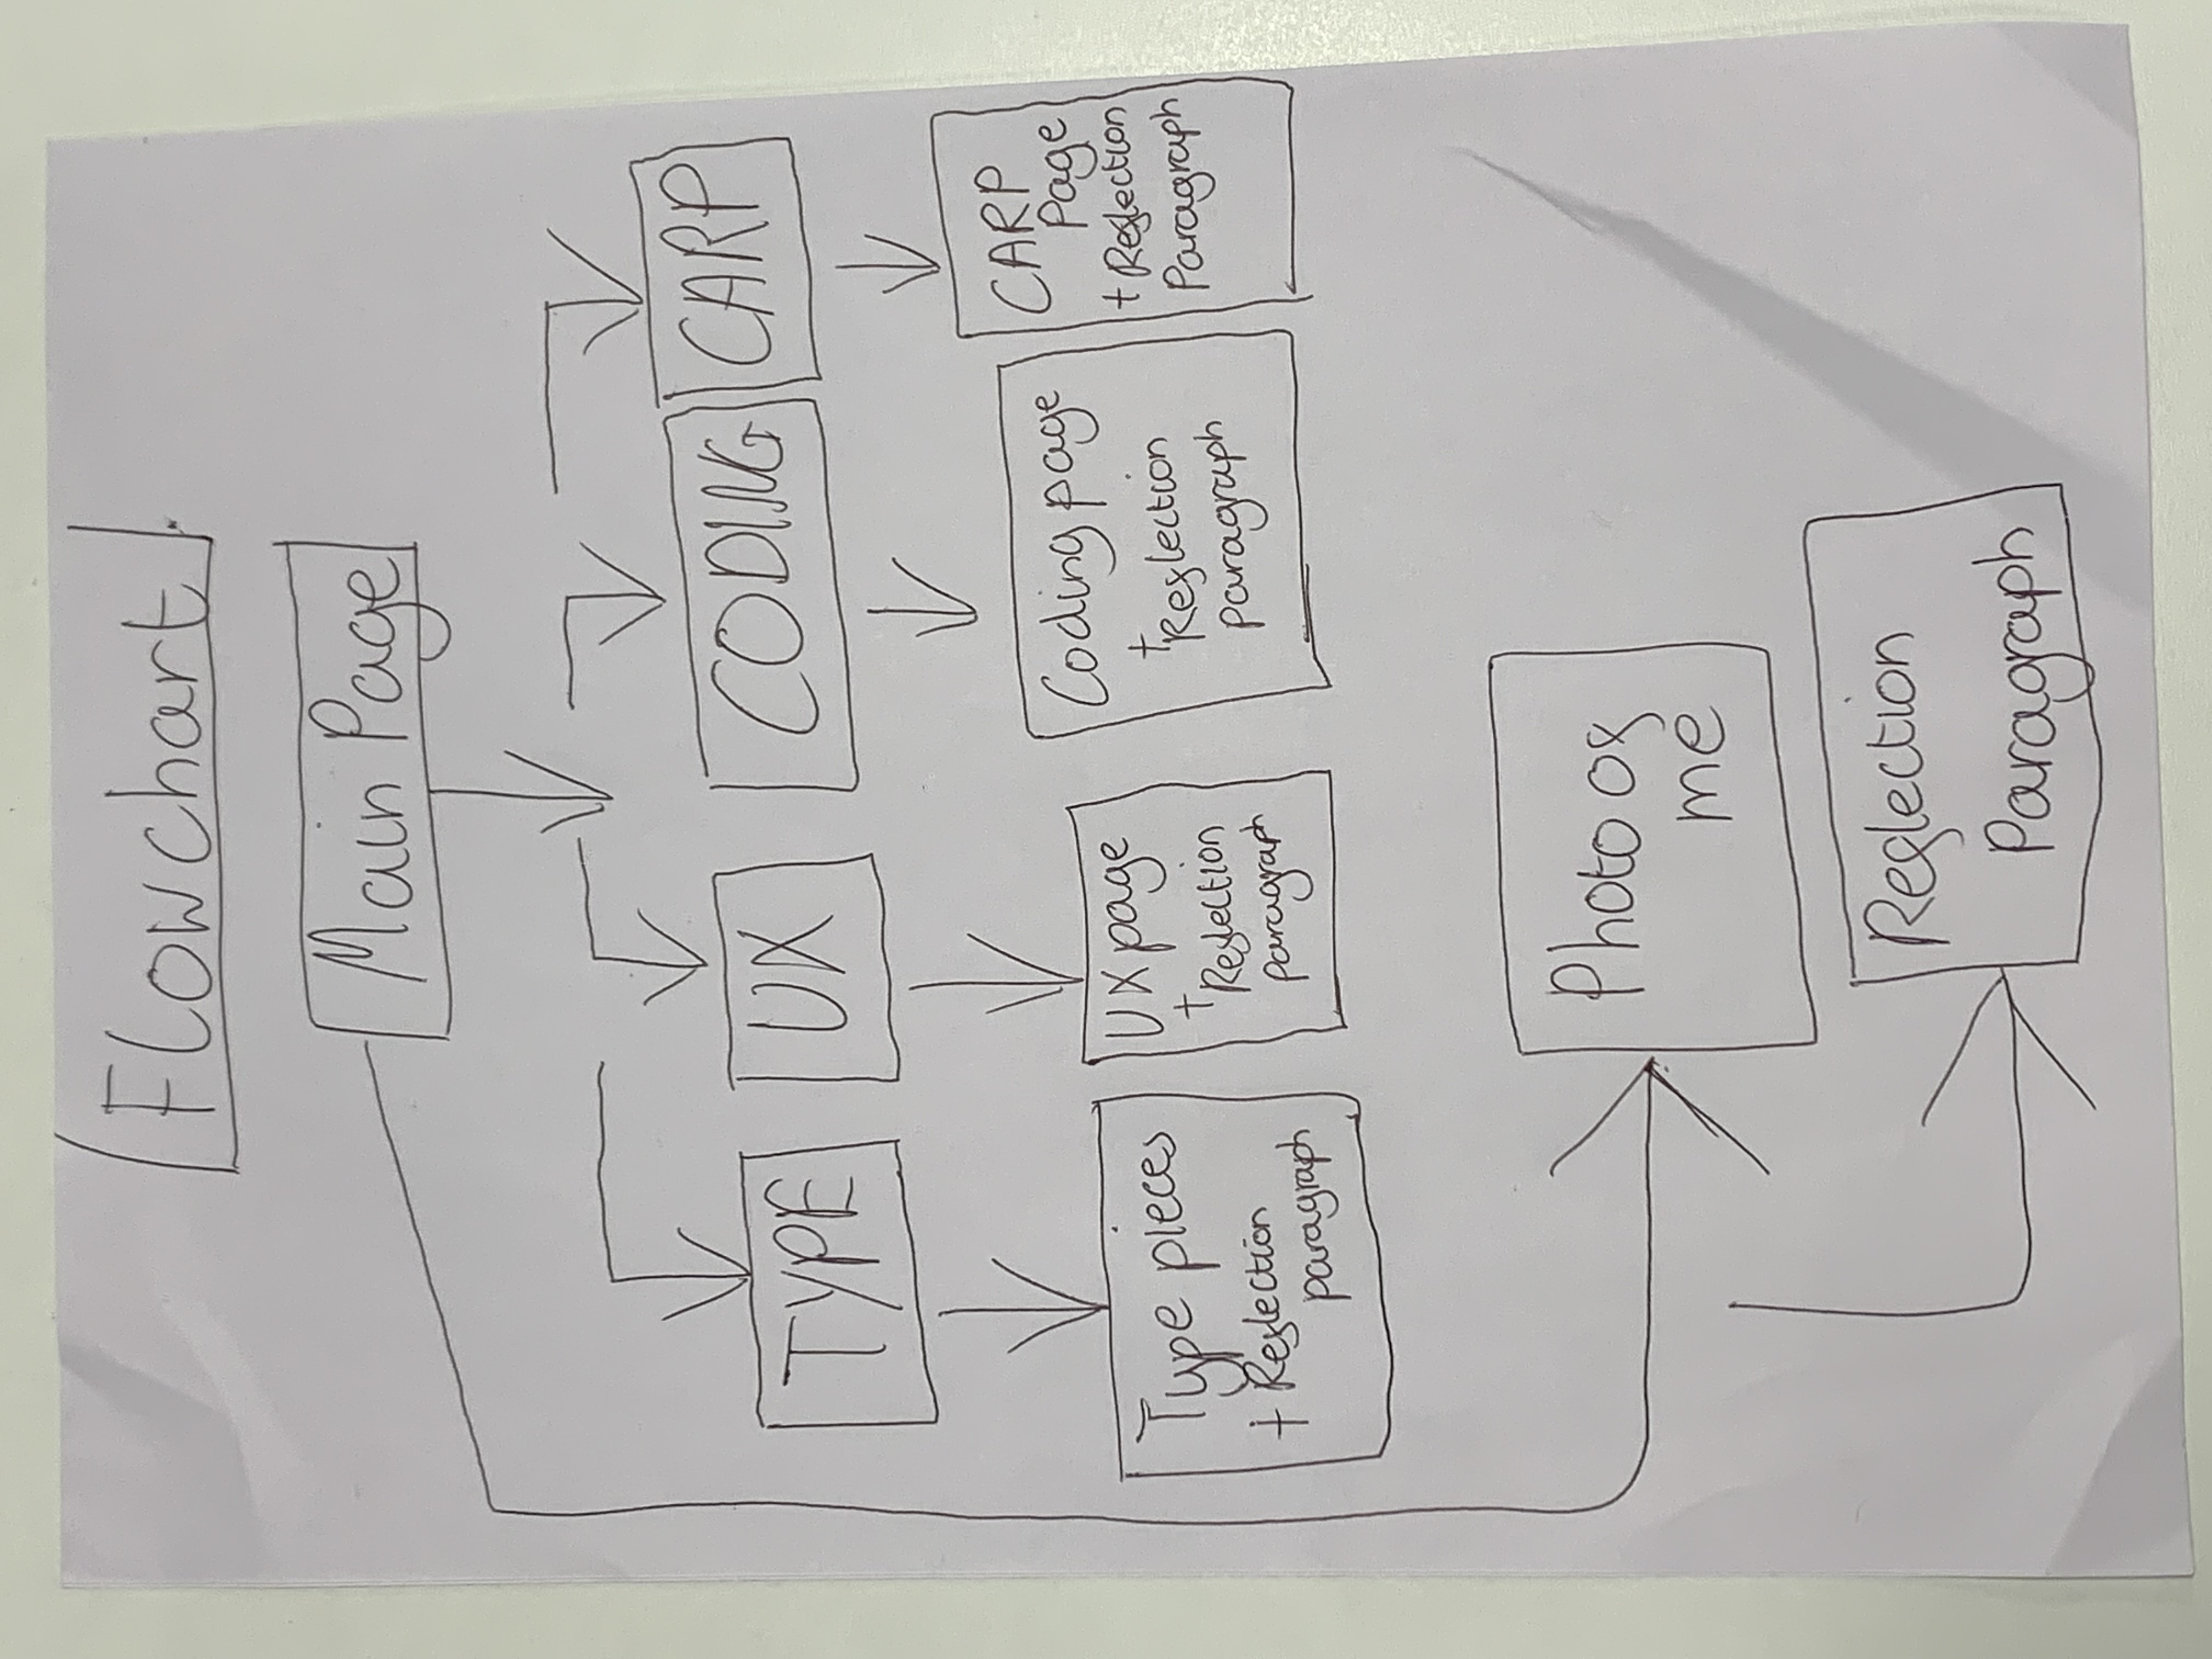 Flowchart
Main Page
TYPE
UX
CODING
CARP
Type pieces
+ Reflection
paragraph
UX page
+ Reflection
paragraph
Coding page
+ Reflection
paragraph
CARP
Page
+ Reflection
Paragraph
Photo of
me
Reflection
Paragraph